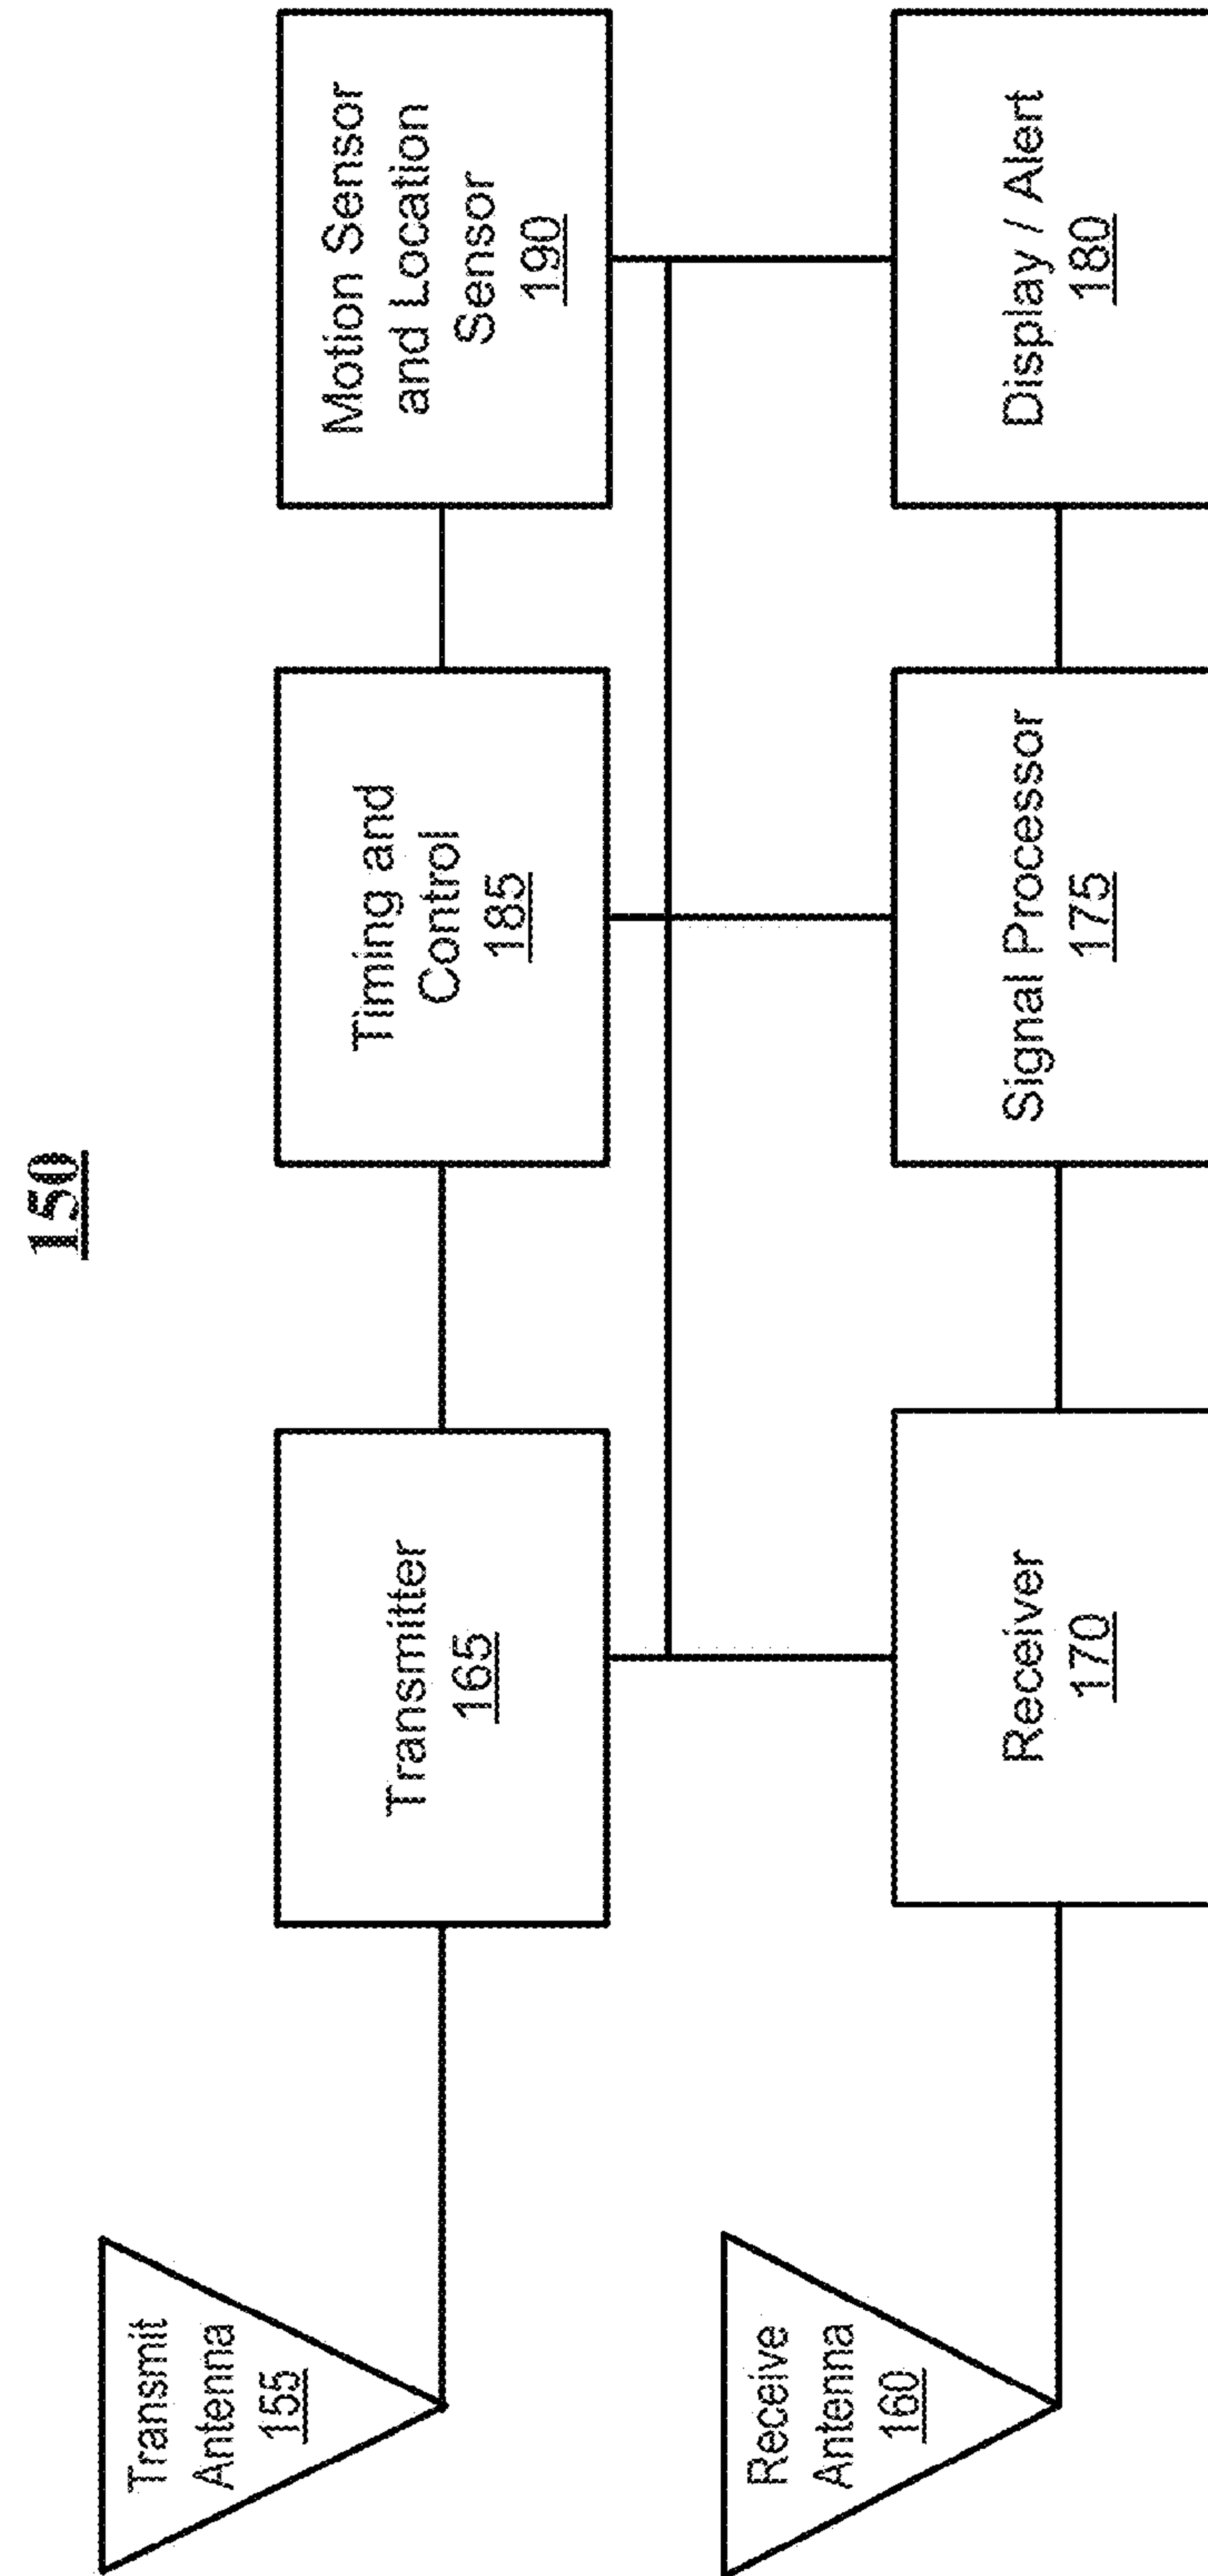 150
Transmit
Antenna
155
Transmitter
165
Timing and
Control
185
Motion Sensor
and Location
Sensor
190
Receive
Antenna
160
Receiver
170
Signal Processor
175
Display / Alert
180